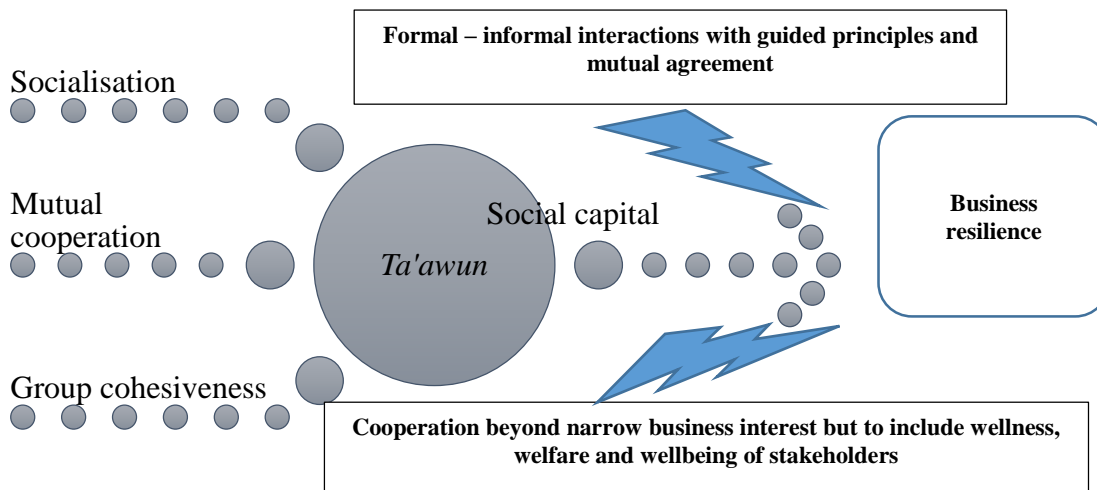 Formal – informal interactions with guided principles and
mutual agreement
Socialisation
Mutual
cooperation
Social capital
Ta'awun
Business
resilience
Group cohesiveness
Cooperation beyond narrow business interest but to include wellness,
welfare and wellbeing of stakeholders